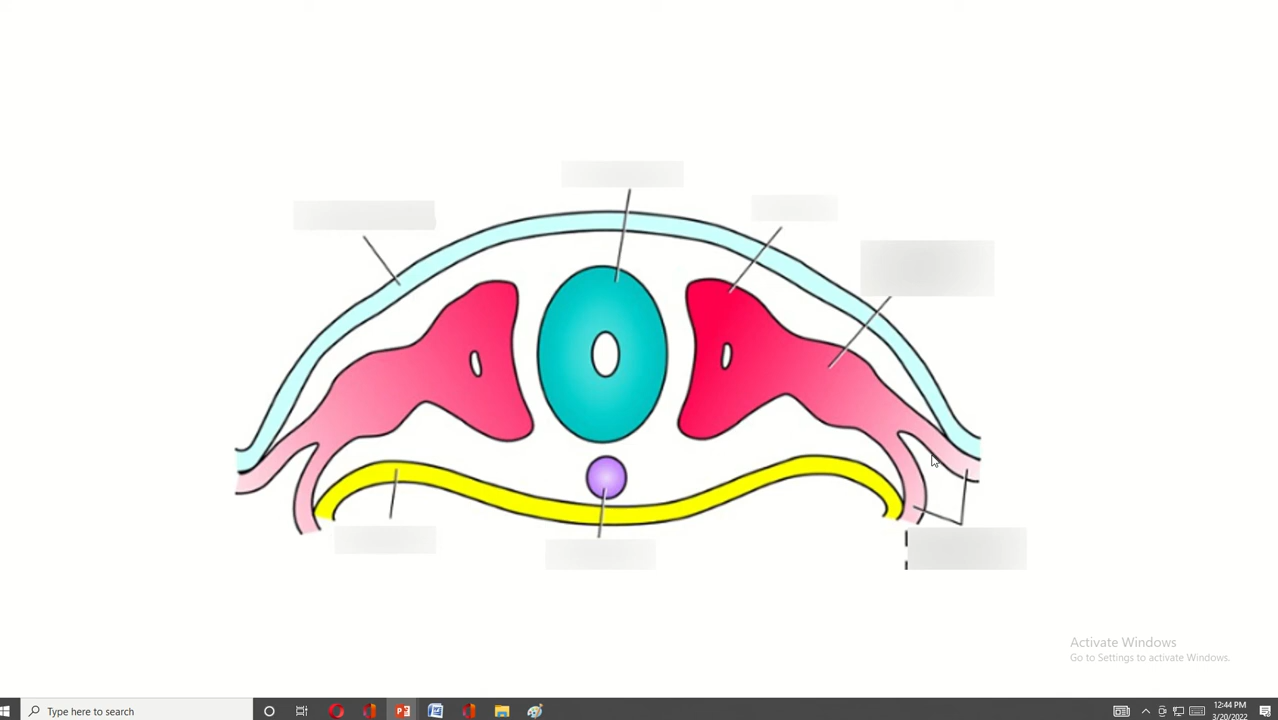 Activate Windows
Go to Settings to activate Windows.
Type here to search
12:44 PM
3/20/2022